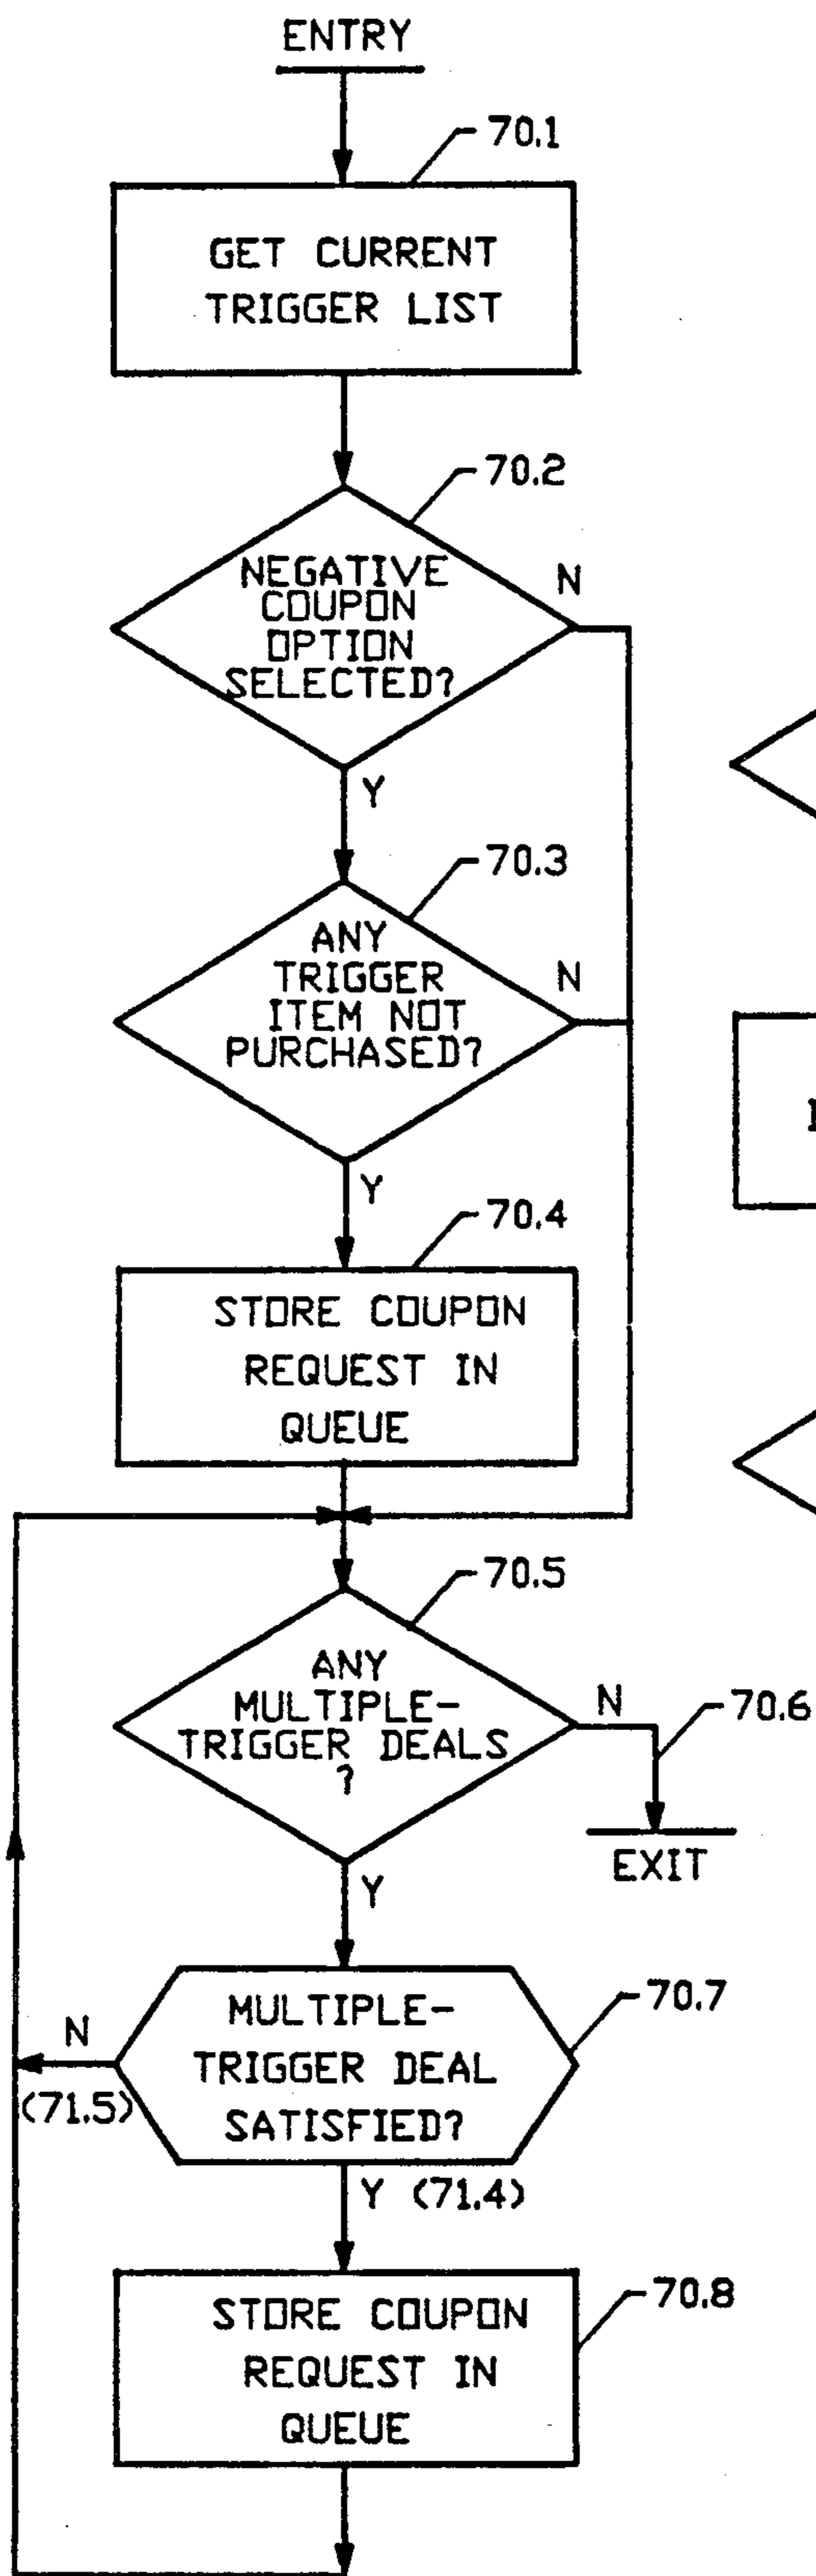 ENTRY
70.1
GET CURRENT
TRIGGER LIST
70.2
NEGATIVE
COUPON
OPTION
SELECTED?
N
Y
70.3
ANY
TRIGGER
ITEM NOT
PURCHASED?
N
Y
70.4
STORE COUPON
REQUEST IN
QUEUE
70.5
ANY
MULTIPLE-
TRIGGER DEALS
?
N
70.6
EXIT
Y
70.7
MULTIPLE-
TRIGGER DEAL
SATISFIED?
N
(71.5)
Y (71.4)
70.8
STORE COUPON
REQUEST IN
QUEUE